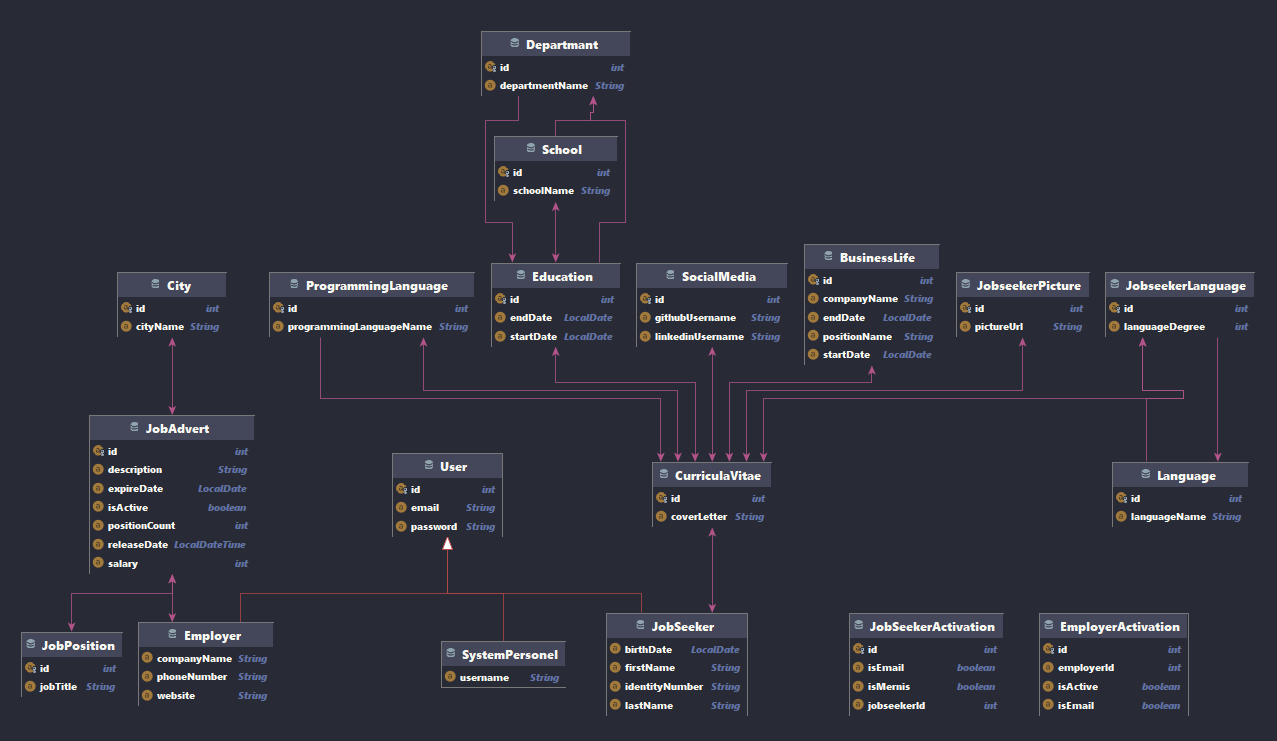 Departmant
id int
departmentName String
School
id int
schoolName String
City
id int
cityName String
ProgrammingLanguage
id int
programmingLanguageName String
Education
id int
endDate LocalDate
startDate LocalDate
SocialMedia
id int
githubUsername String
linkedinUsername String
BusinessLife
id int
companyName String
endDate LocalDate
positionName String
startDate LocalDate
JobseekerPicture
id int
pictureUrl String
JobseekerLanguage
id int
languageDegree int
JobAdvert
id int
description String
expireDate LocalDate
isActive boolean
positionCount int
releaseDate LocalDateTime
salary int
User
id int
email String
password String
CurriculaVitae
id int
coverLetter String
Language
id int
languageName String
JobPosition
id int
jobTitle String
Employer
companyName String
phoneNumber String
website String
SystemPersonel
username String
JobSeeker
birthDate LocalDate
firstName String
identityNumber String
lastName String
JobSeekerActivation
id int
isEmail boolean
isMernis boolean
jobseekerId int
EmployerActivation
id int
employerId int
isActive boolean
isEmail boolean